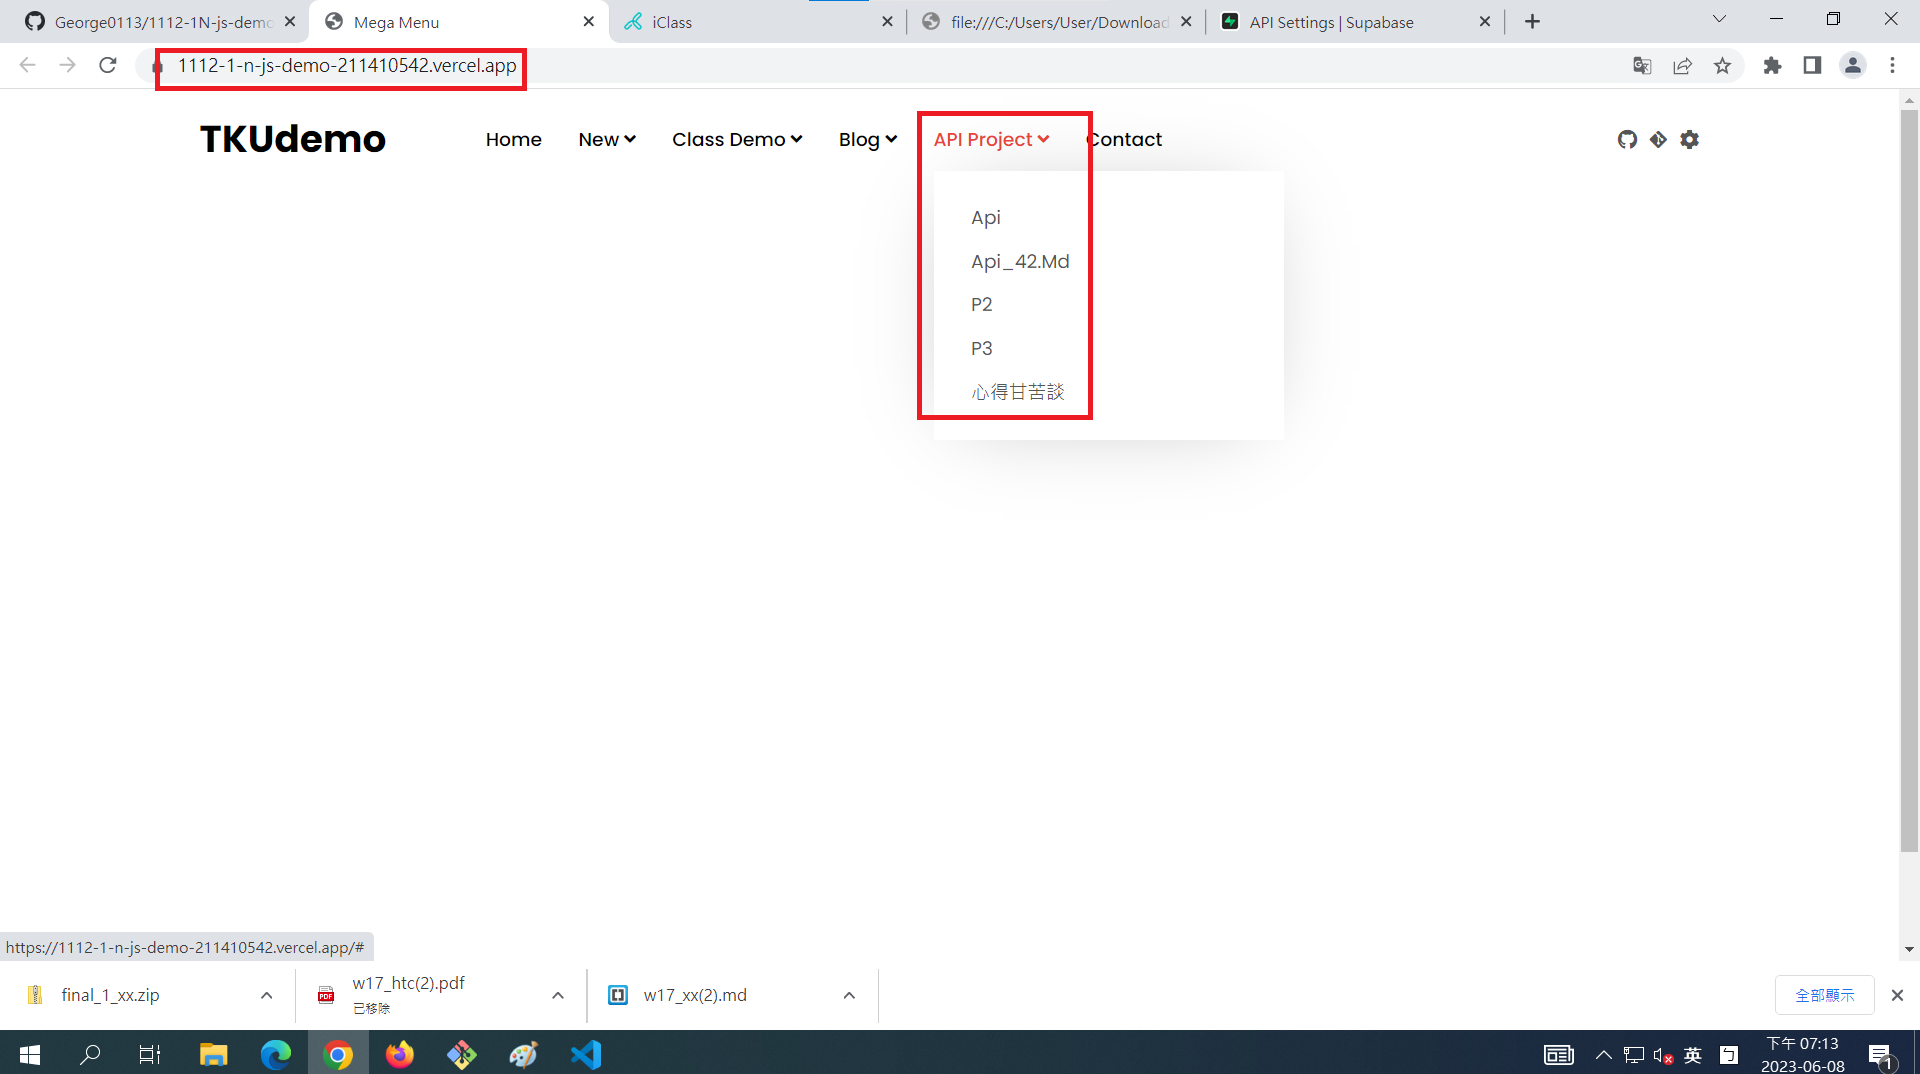 George0113/1112-1N-js-demo
Mega Menu
iClass
file:///C:/Users/User/Download
API Settings | Supabase
1112-1-n-js-demo-211410542.vercel.app
TKUdemo
Home
New
Class Demo
Blog
API Project
Contact
Api
Api_42.Md
P2
P3
心得甘苦談
https://1112-1-n-js-demo-211410542.vercel.app/#
final_1_xx.zip
w17_htc(2).pdf
已移除
w17_xx(2).md
全部顯示
英
ㄅ
下午 07:13
2023-06-08
1